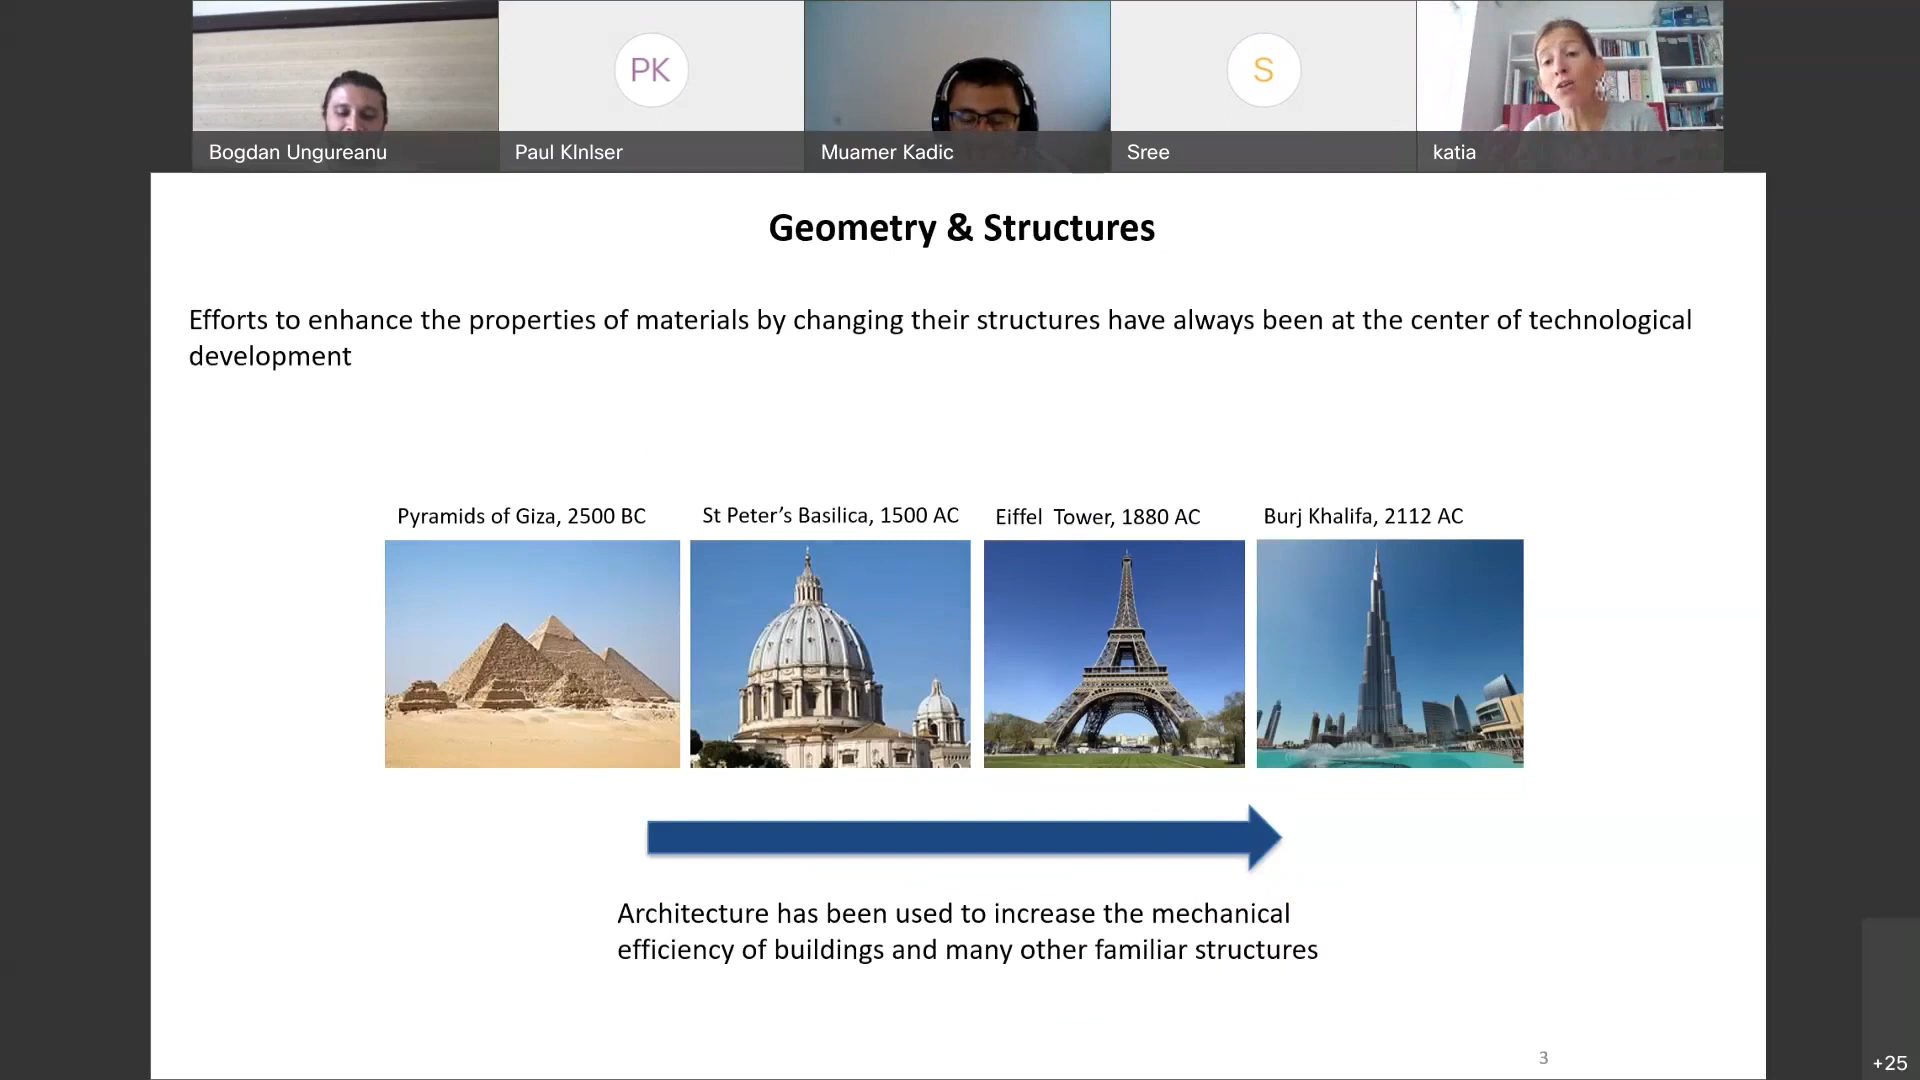 PK
S
Bogdan Ungureanu
Paul KlnIser
Muamer Kadic
Sree
katia
Geometry & Structures
Efforts to enhance the properties of materials by changing their structures have always been at the center of technological
development
Pyramids of Giza, 2500 BC
St Peter’s Basilica, 1500 AC
Eiffel  Tower, 1880 AC
Burj Khalifa, 2112 AC
Architecture has been used to increase the mechanical
efficiency of buildings and many other familiar structures
3
+25